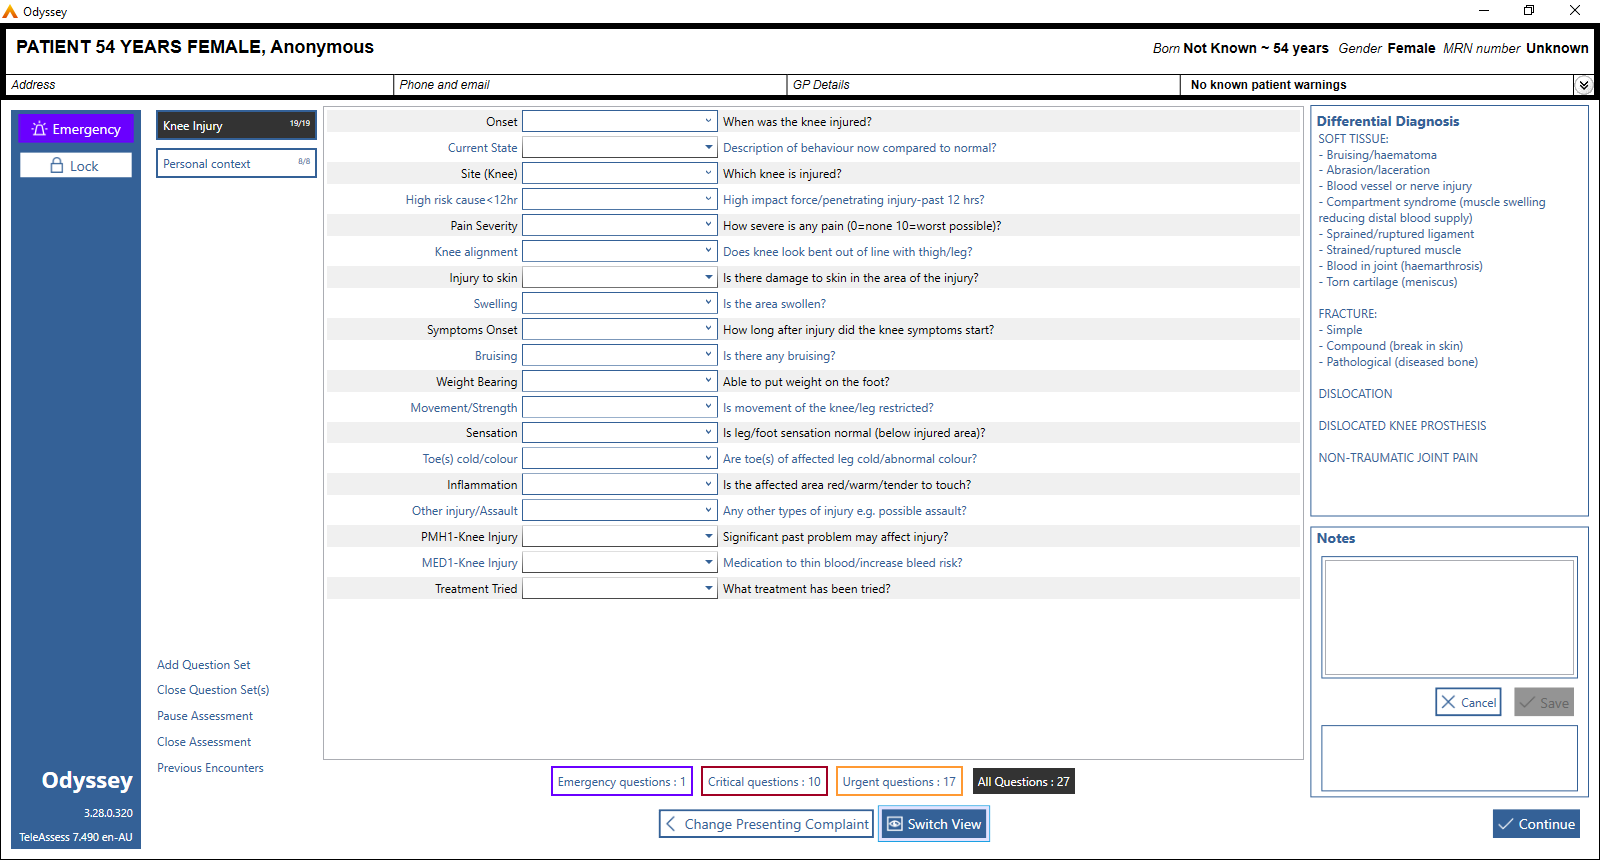 Odyssey
PATIENT 54 YEARS FEMALE, Anonymous
Born Not Known ~ 54 years Gender Female MRN number Unknown
Address
Phone and email
GP Details
No known patient warnings
Emergency
Lock
Knee Injury 19/19
Personal context 8/8
Onset When was the knee injured?
Current State Description of behaviour now compared to normal?
Site (Knee) Which knee is injured?
High risk cause<12hr High impact force/penetrating injury-past 12 hrs?
Pain Severity How severe is any pain (0=none 10=worst possible)?
Knee alignment Does knee look bent out of line with thigh/leg?
Injury to skin Is there damage to skin in the area of the injury?
Swelling Is the area swollen?
Symptoms Onset How long after injury did the knee symptoms start?
Bruising Is there any bruising?
Weight Bearing Able to put weight on the foot?
Movement/Strength Is movement of the knee/leg restricted?
Sensation Is leg/foot sensation normal (below injured area)?
Toe(s) cold/colour Are toe(s) of affected leg cold/abnormal colour?
Inflammation Is the affected area red/warm/tender to touch?
Other injury/Assault Any other types of injury e.g. possible assault?
PMH1-Knee Injury Significant past problem may affect injury?
MED1-Knee Injury Medication to thin blood/increase bleed risk?
Treatment Tried What treatment has been tried?
Differential Diagnosis
SOFT TISSUE:
- Bruising/haematoma
- Abrasion/laceration
- Blood vessel or nerve injury
- Compartment syndrome (muscle swelling
reducing distal blood supply)
- Sprained/ruptured ligament
- Strained/ruptured muscle
- Blood in joint (haemarthrosis)
- Torn cartilage (meniscus)
FRACTURE:
- Simple
- Compound (break in skin)
- Pathological (diseased bone)
DISLOCATION
DISLOCATED KNEE PROSTHESIS
NON-TRAUMATIC JOINT PAIN
Notes
Cancel
Save
Add Question Set
Close Question Set(s)
Pause Assessment
Close Assessment
Previous Encounters
Odyssey
3.28.0.320
TeleAssess 7.490 en-AU
Emergency questions : 1
Critical questions : 10
Urgent questions : 17
All Questions : 27
Change Presenting Complaint
Switch View
Continue